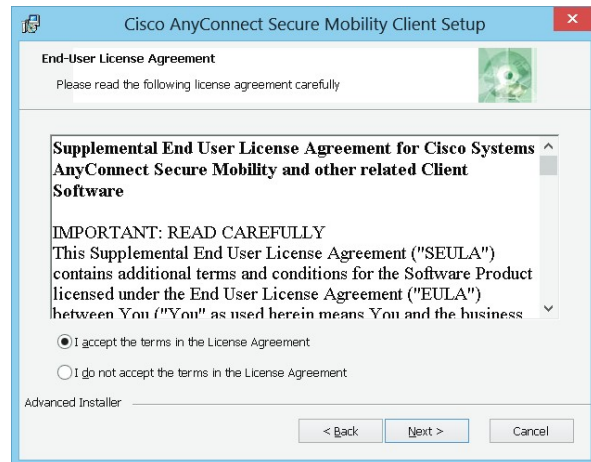 Cisco AnyConnect Secure Mobility Client Setup
End-User License Agreement
Please read the following license agreement carefully
Supplemental End User License Agreement for Cisco Systems
AnyConnect Secure Mobility and other related Client
Software
IMPORTANT: READ CAREFULLY
This Supplemental End User License Agreement ("SEULA")
contains additional terms and conditions for the Software Product
licensed under the End User License Agreement ("EULA")
between You ("You" as used herein means You and the business
I accept the terms in the License Agreement
I do not accept the terms in the License Agreement
Advanced Installer
< Back Next > Cancel